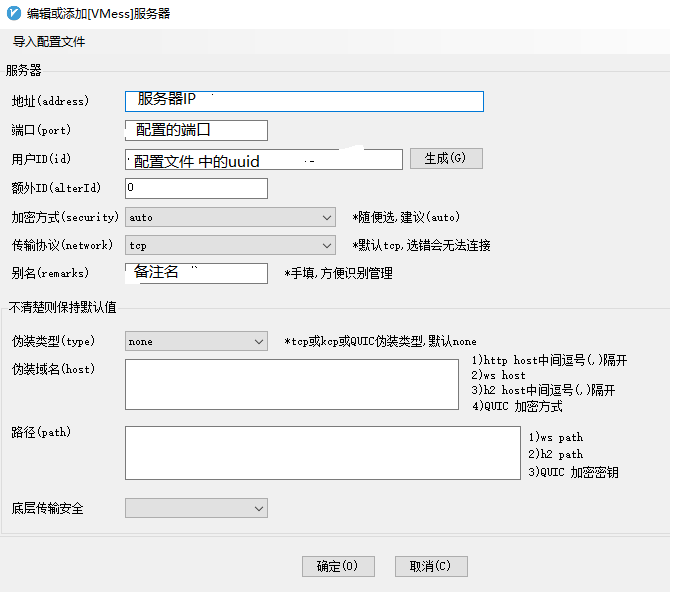 编辑或添加[VMess]服务器
导入配置文件
服务器
地址(address) 服务器IP
端口(port) 配置的端口
用户ID(id) 配置文件 中的uuid 生成(G)
额外ID(alterId) 0
加密方式(security) auto *随便选,建议(auto)
传输协议(network) tcp *默认tcp,选错会无法连接
别名(remarks) 备注名 *手填,方便识别管理
不清楚则保持默认值
伪装类型(type) none *tcp或kcp或QUIC伪装类型,默认none
伪装域名(host)
1)http host中间逗号(,)隔开
2)ws host
3)h2 host中间逗号(,)隔开
4)QUIC 加密方式
路径(path)
1)ws path
2)h2 path
3)QUIC 加密密钥
底层传输安全
确定(O) 取消(C)